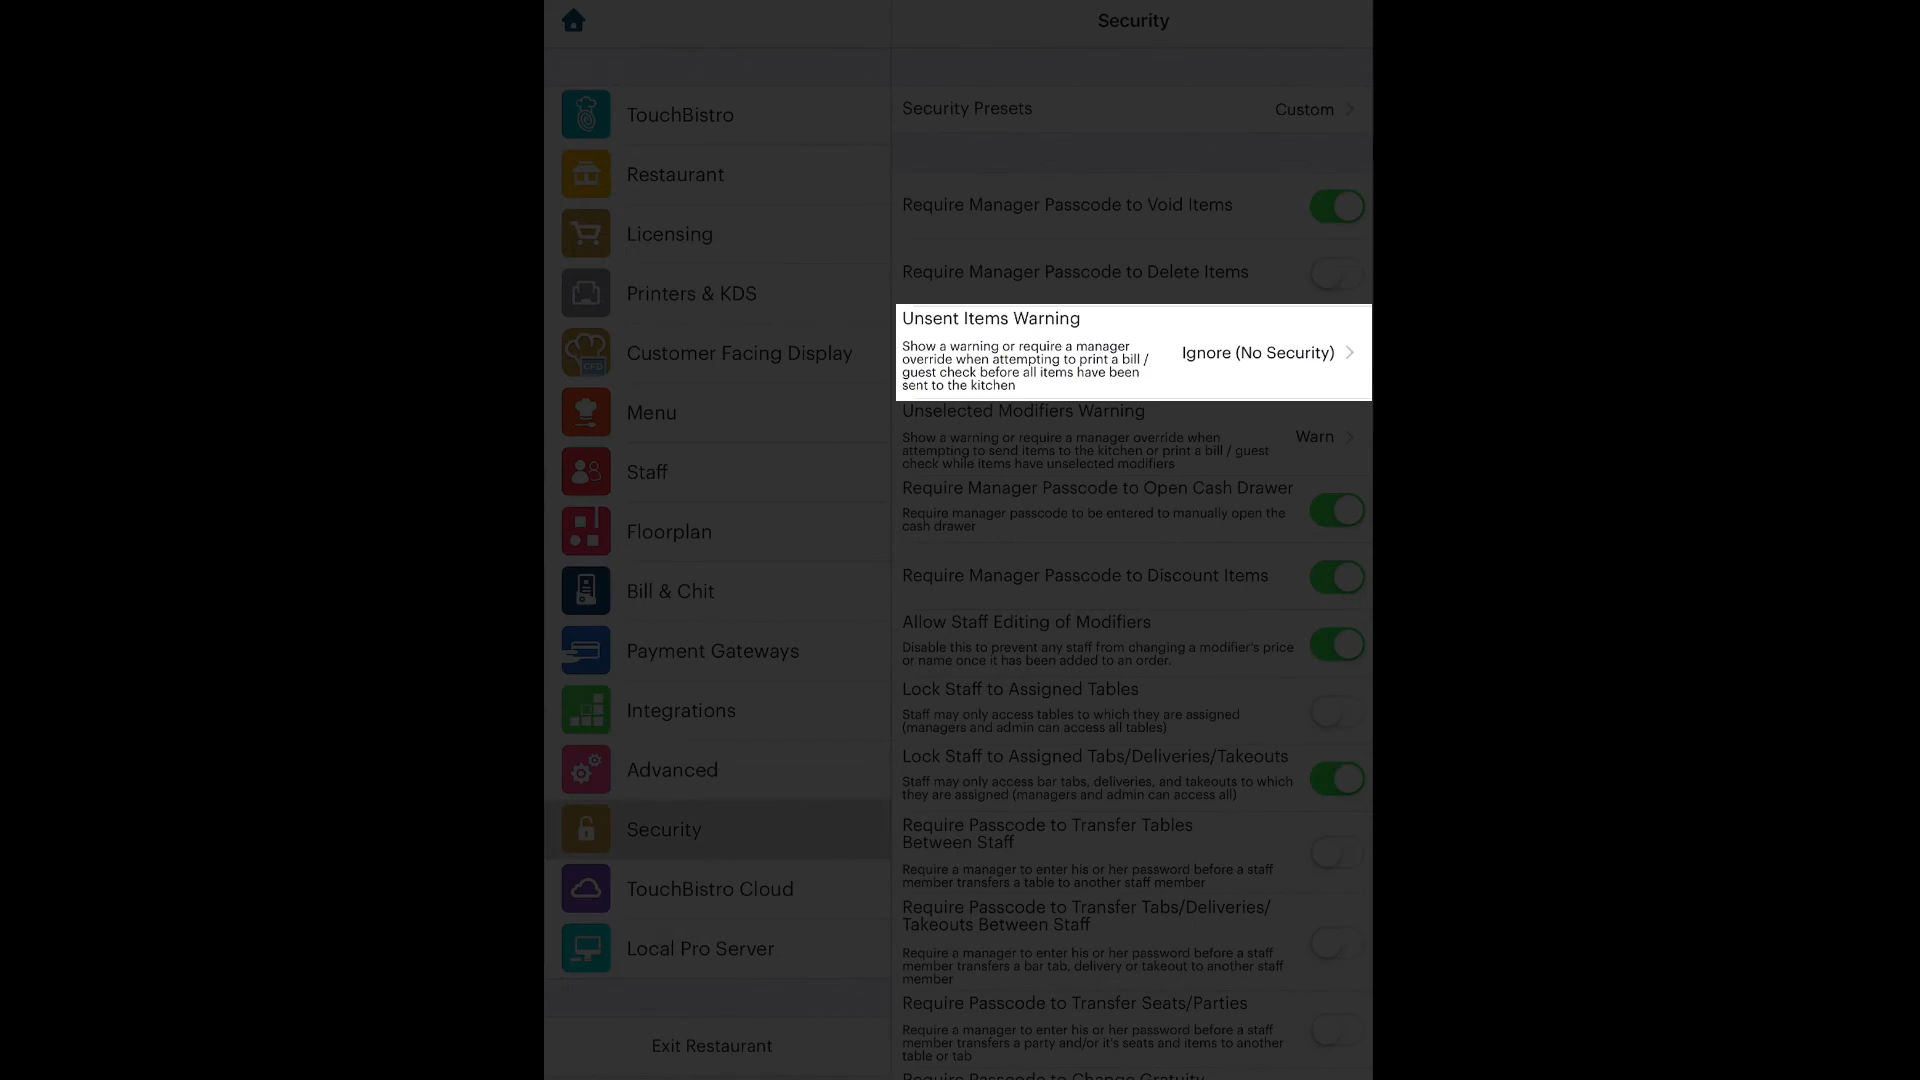 Security
TouchBistro
Restaurant
Licensing
Printers & KDS
Customer Facing Display
CFD
Menu
Staff
Floorplan
Bill & Chit
Payment Gateways
Integrations
Advanced
Security
TouchBistro Cloud
Local Pro Server
Exit Restaurant
Security Presets
Custom
Require Manager Passcode to Void Items
Require Manager Passcode to Delete Items
Unsent Items Warning
Show a warning or require a manager
override when attempting to print a bill /
guest check before all items have been
sent to the kitchen
Ignore (No Security)
Unselected Modifiers Warning
Show a warning or require a manager override when
attempting to send items to the kitchen or print a bill / guest
check while items have unselected modifiers
Warn
Require Manager Passcode to Open Cash Drawer
Require manager passcode to be entered to manually open the
cash drawer
Require Manager Passcode to Discount Items
Allow Staff Editing of Modifiers
Disable this to prevent any staff from changing a modifier's price
or name once it has been added to an order.
Lock Staff to Assigned Tables
Staff may only access tables to which they are assigned
(managers and admin can access all tables)
Lock Staff to Assigned Tabs/Deliveries/Takeouts
Staff may only access bar tabs, deliveries, and takeouts to which
they are assigned (managers and admin can access all)
Require Passcode to Transfer Tables
Between Staff
Require a manager to enter his or her password before a staff
member transfers a table to another staff member
Require Passcode to Transfer Tabs/Deliveries/
Takeouts Between Staff
Require a manager to enter his or her password before a staff
member transfers a bar tab, delivery or takeout to another staff
member
Require Passcode to Transfer Seats/Parties
Require a manager to enter his or her password before a staff
member transfers a party and/or it's seats and items to another
table or tab
Require Passcode to Change Gratuity